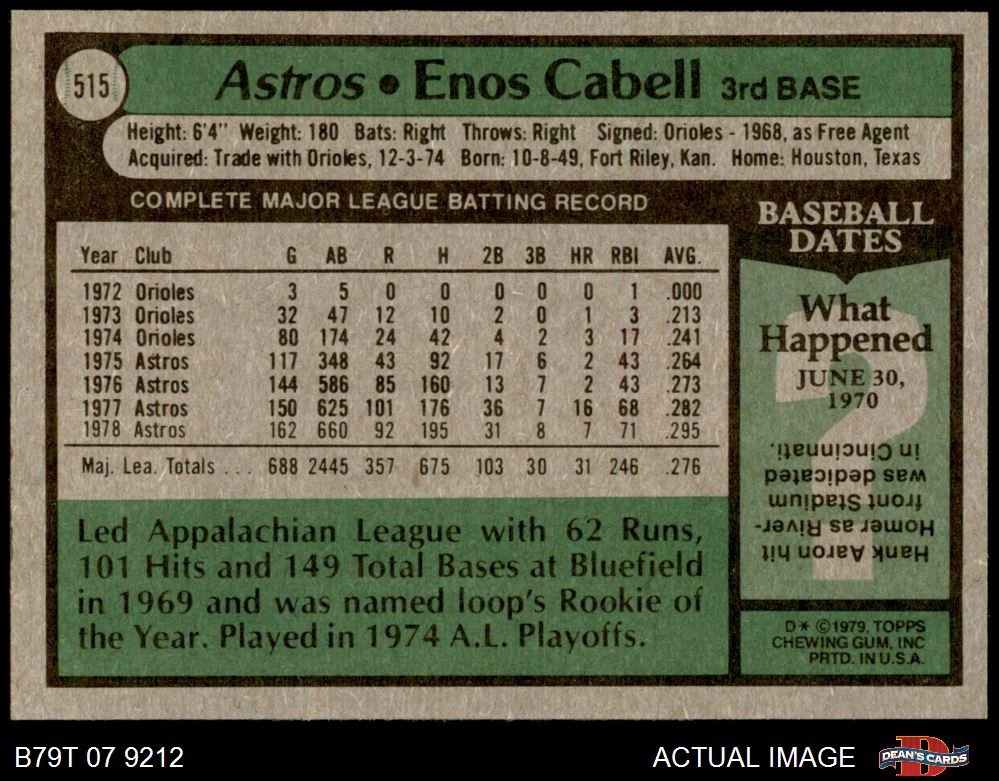 515
Astros • Enos Cabell 3rd BASE
Height: 6'4" Weight: 180 Bats: Right Throws: Right Signed: Orioles - 1968, as Free Agent
Acquired: Trade with Orioles, 12-3-74 Born: 10-8-49, Fort Riley, Kan. Home: Houston, Texas
COMPLETE MAJOR LEAGUE BATTING RECORD
Year Club G AB R H 2B 3B HR RBI AVG.
1972 Orioles 3 5 0 0 0 0 0 1 .000
1973 Orioles 32 47 12 10 2 0 1 3 .213
1974 Orioles 80 174 24 42 4 2 3 17 .241
1975 Astros 117 348 43 92 17 6 2 43 .264
1976 Astros 144 586 85 160 13 7 2 43 .273
1977 Astros 150 625 101 176 36 7 16 68 .282
1978 Astros 162 660 92 195 31 8 7 71 .295
Maj. Lea. Totals . . . 688 2445 357 675 103 30 31 246 .276
Led Appalachian League with 62 Runs,
101 Hits and 149 Total Bases at Bluefield
in 1969 and was named loop's Rookie of
the Year. Played in 1974 A.L. Playoffs.
BASEBALL
DATES
What
Happened
JUNE 30,
1970
Hank Aaron hit
Homer as River-
front Stadium
was dedicated
in Cincinnati.
D* ©1979, TOPPS
CHEWING GUM, INC
PRTD. IN U.S.A.
B79T 07 9212
ACTUAL IMAGE
DEAN'S CARDS